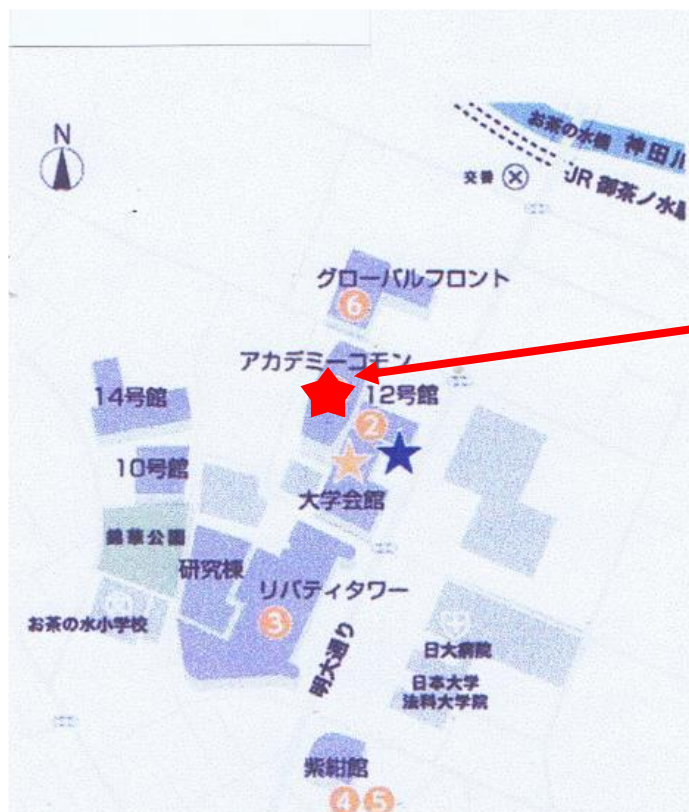 お茶の水橋 神田川
N
交番
JR 御茶ノ水
グローバルフロント
6
アカデミーコモン
14号館
12号館
2
10号館
大学会館
錦華公園
研究棟
リバティタワー
お茶の水小学校
3
明大通り
日大病院
日本大学
法科大学院
紫紺館
4 5